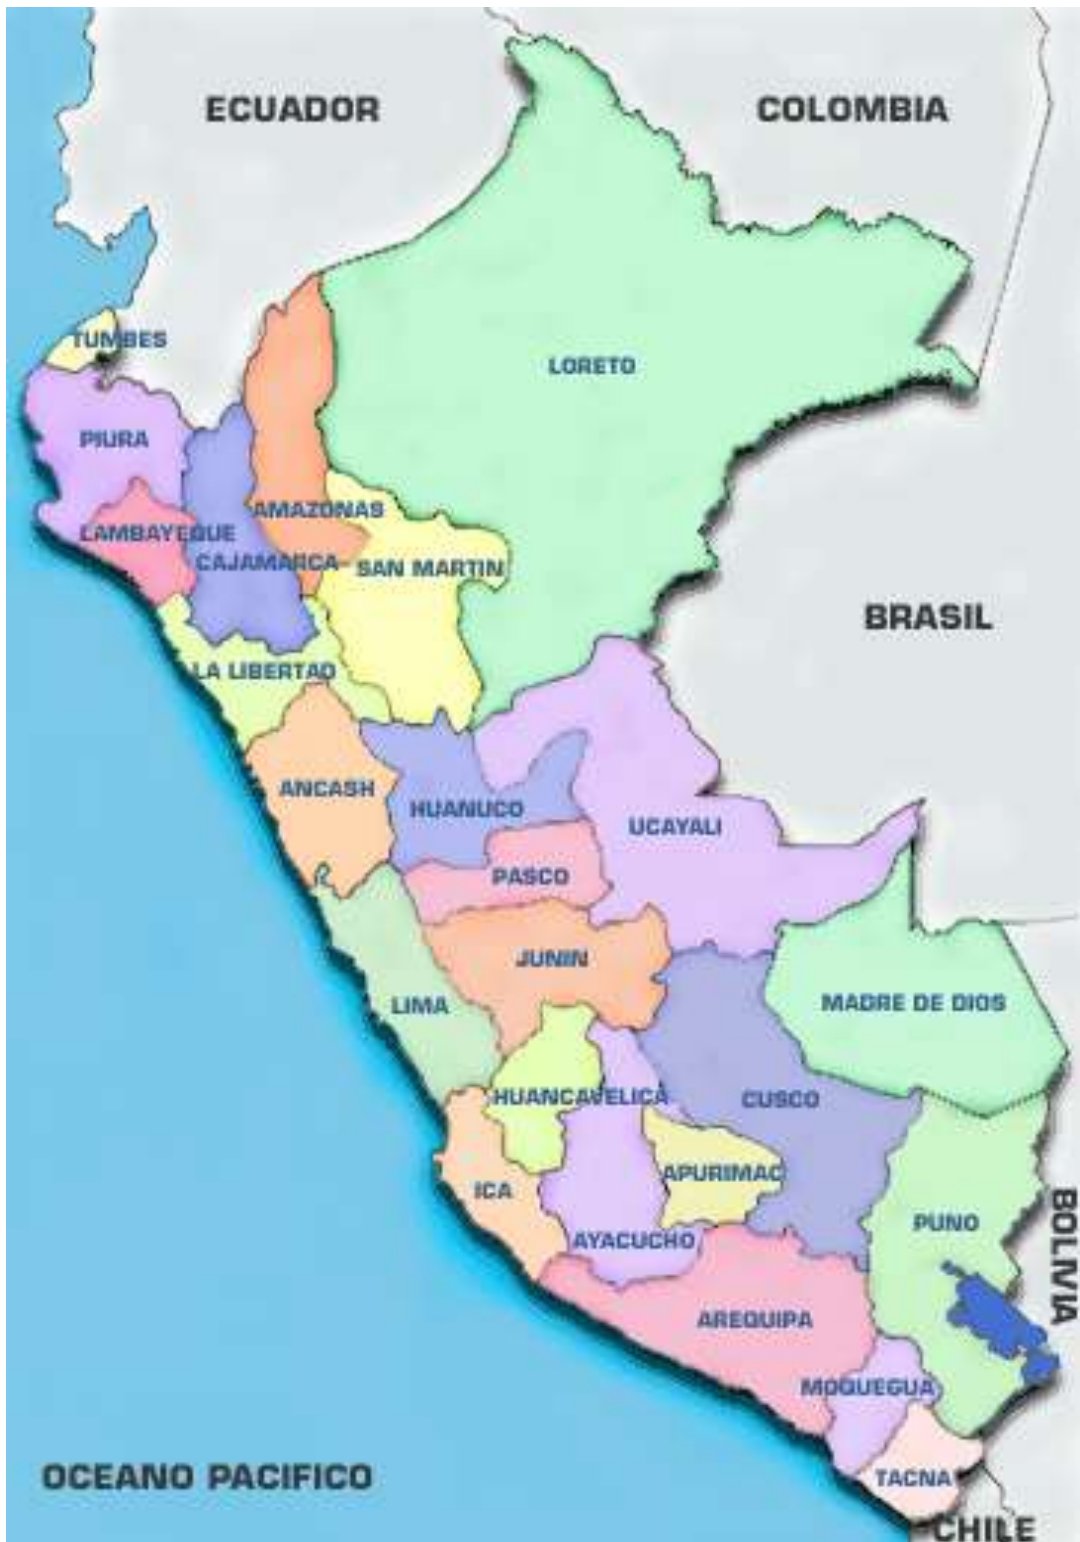 ECUADOR
COLOMBIA
TUMBES
LORETO
PIURA
AMAZONAS
LAMBAYEQUE
CAJAMARCA
SAN MARTIN
BRASIL
LA LIBERTAD
ANCASH
HUANUCO
UCAYALI
PASCO
JUNIN
LIMA
MADRE DE DIOS
HUANCAVELICA
CUSCO
APURIMAC
ICA
PUNO
AYACUCHO
BOLIVIA
AREQUIPA
MOQUEGUA
OCEANO PACIFICO
TACNA
CHILE